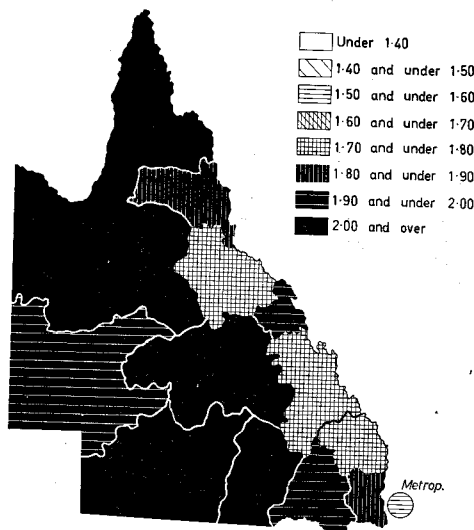 Under 1·40
1·40 and under 1·50
1·50 and under 1·60
1·60 and under 1·70
1·70 and under 1·80
1·80 and under 1·90
1·90 and under 2·00
2·00 and over
Metrop.